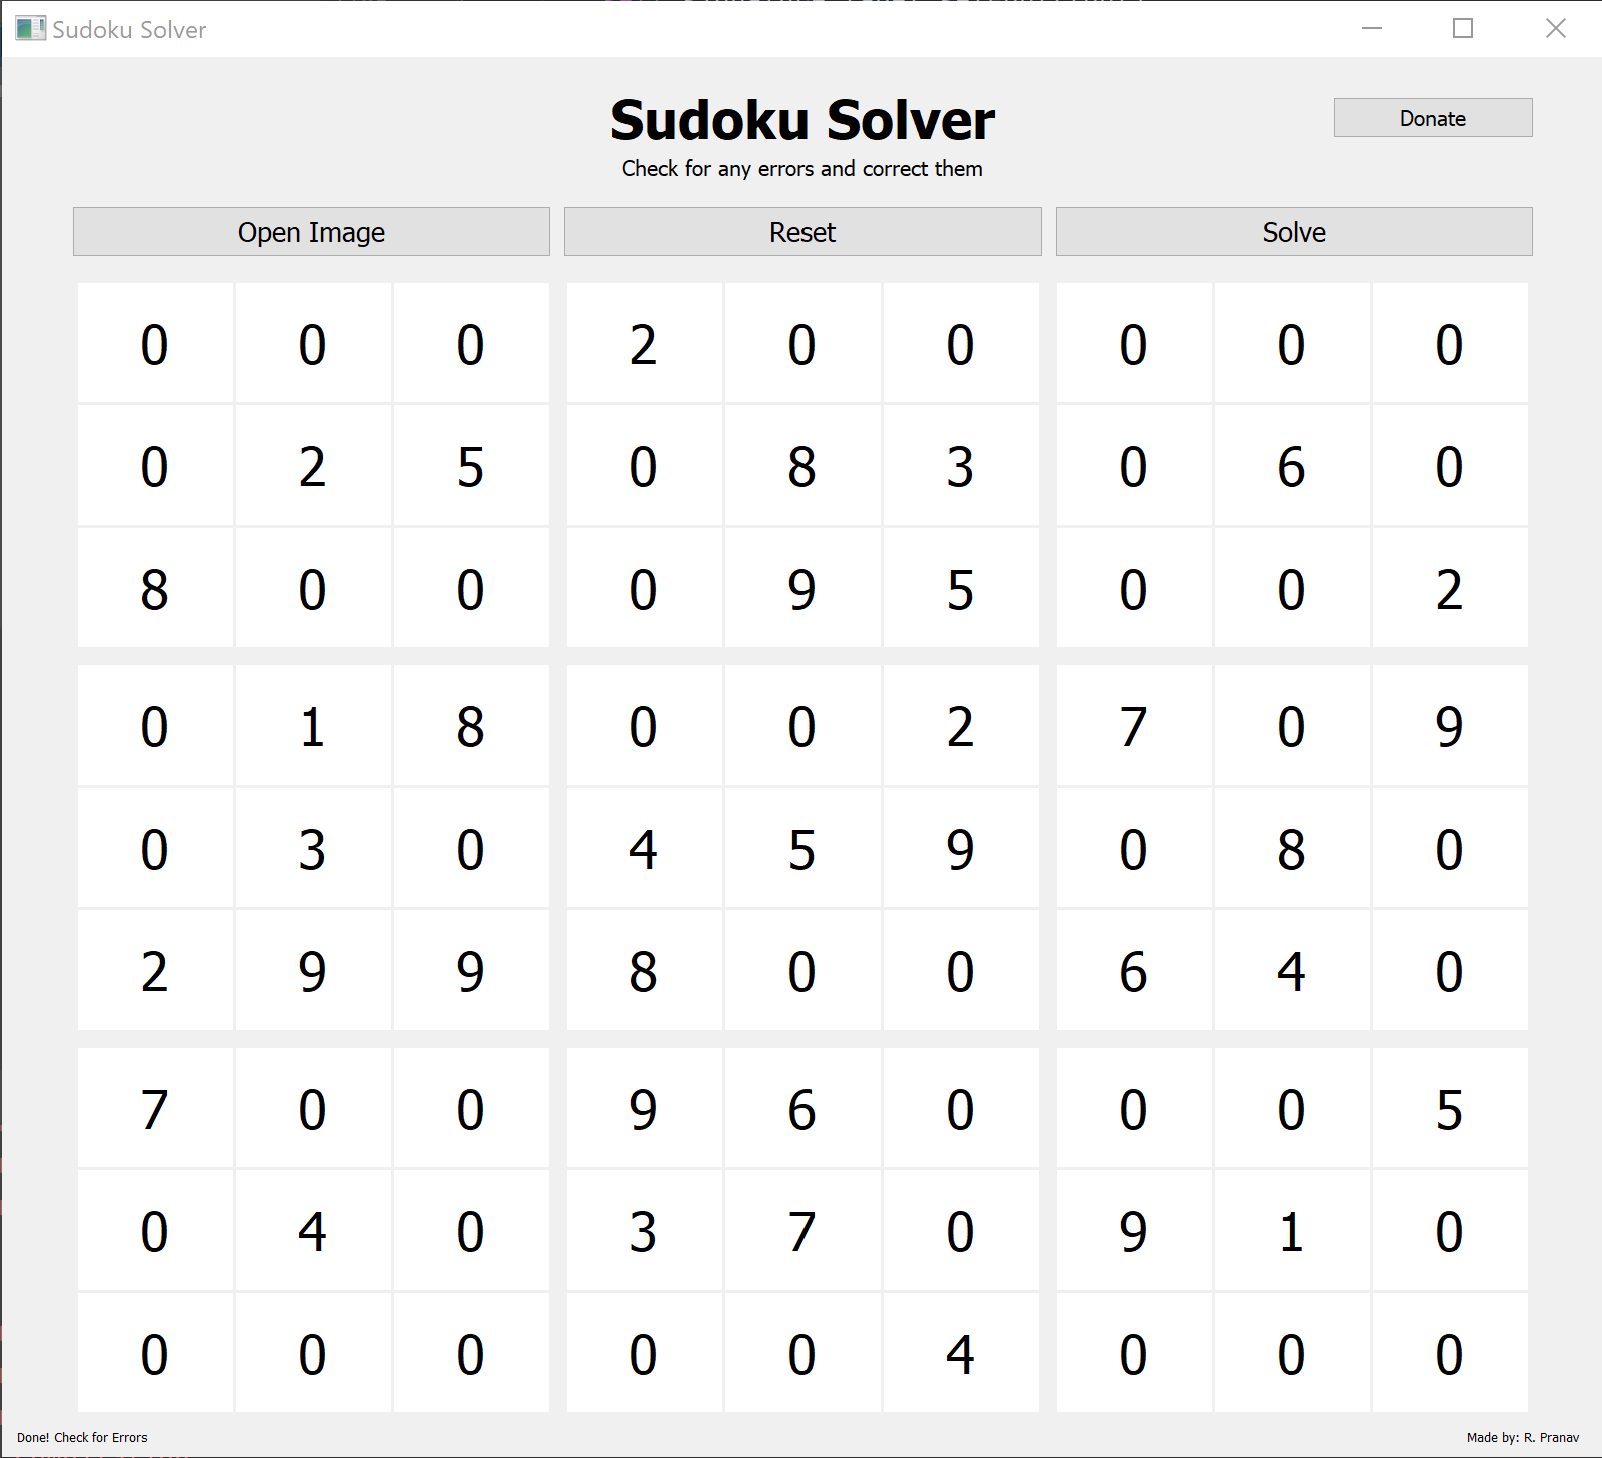 Sudoku Solver
Sudoku Solver
Donate
Check for any errors and correct them
Open Image Reset Solve
0 0 0 2 0 0 0 0 0
0 2 5 0 8 3 0 6 0
8 0 0 0 9 5 0 0 2
0 1 8 0 0 2 7 0 9
0 3 0 4 5 9 0 8 0
2 9 9 8 0 0 6 4 0
7 0 0 9 6 0 0 0 5
0 4 0 3 7 0 9 1 0
0 0 0 0 0 4 0 0 0
Done! Check for Errors
Made by: R. Pranav